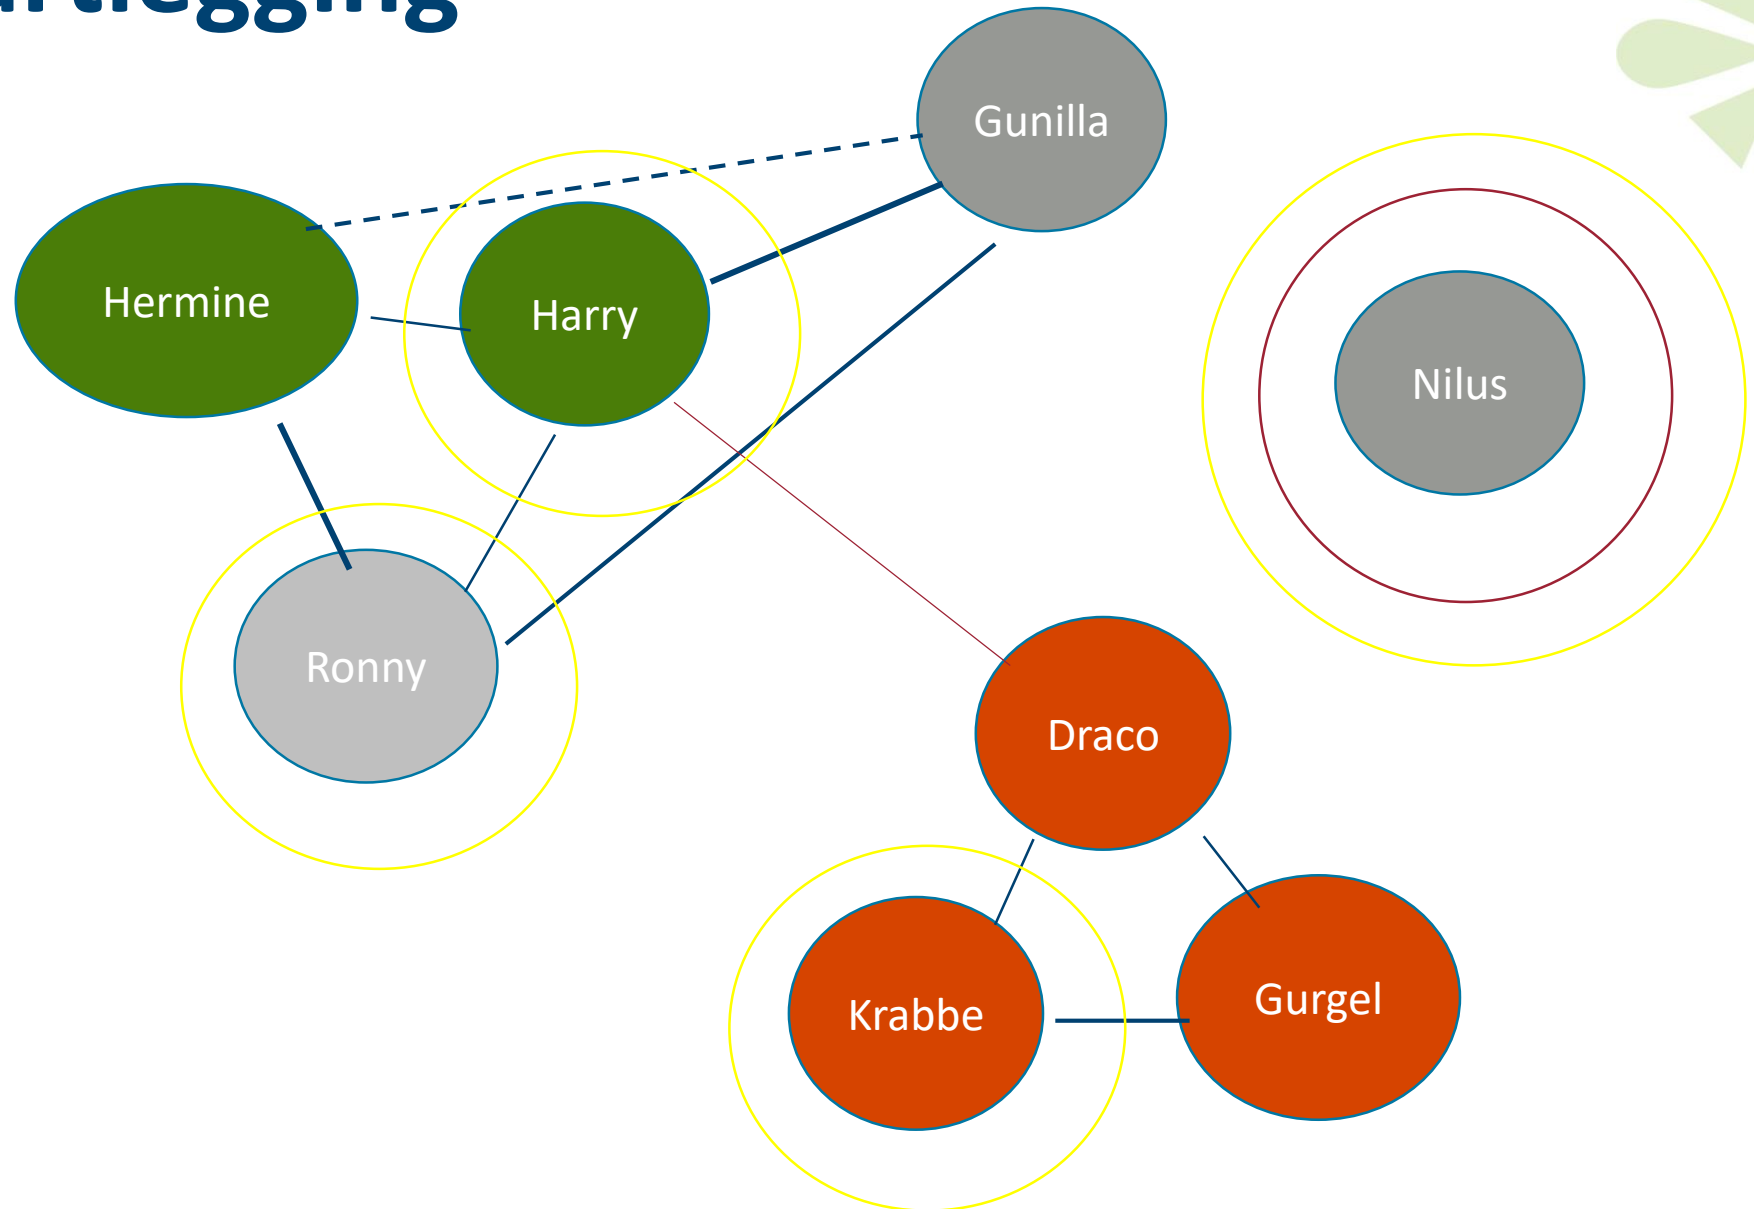 Gunilla
Hermine
Harry
Nilus
Ronny
Draco
Krabbe
Gurgel